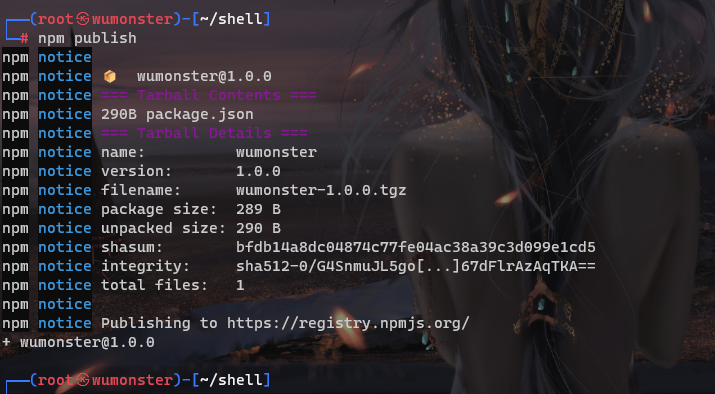 (root㉿wumonster)-[~/shell]
# npm publish
npm notice
npm notice 📦 wumonster@1.0.0
npm notice === Tarball Contents ===
npm notice 290B package.json
npm notice === Tarball Details ===
npm notice name: wumonster
npm notice version: 1.0.0
npm notice filename: wumonster-1.0.0.tgz
npm notice package size: 289 B
npm notice unpacked size: 290 B
npm notice shasum: bfdb14a8dc04874c77fe04ac38a39c3d099e1cd5
npm notice integrity: sha512-0/G4SnmuJL5go[...]67dFlrAzAqTKA==
npm notice total files: 1
npm notice
npm notice Publishing to https://registry.npmjs.org/
+ wumonster@1.0.0
(root㉿wumonster)-[~/shell]